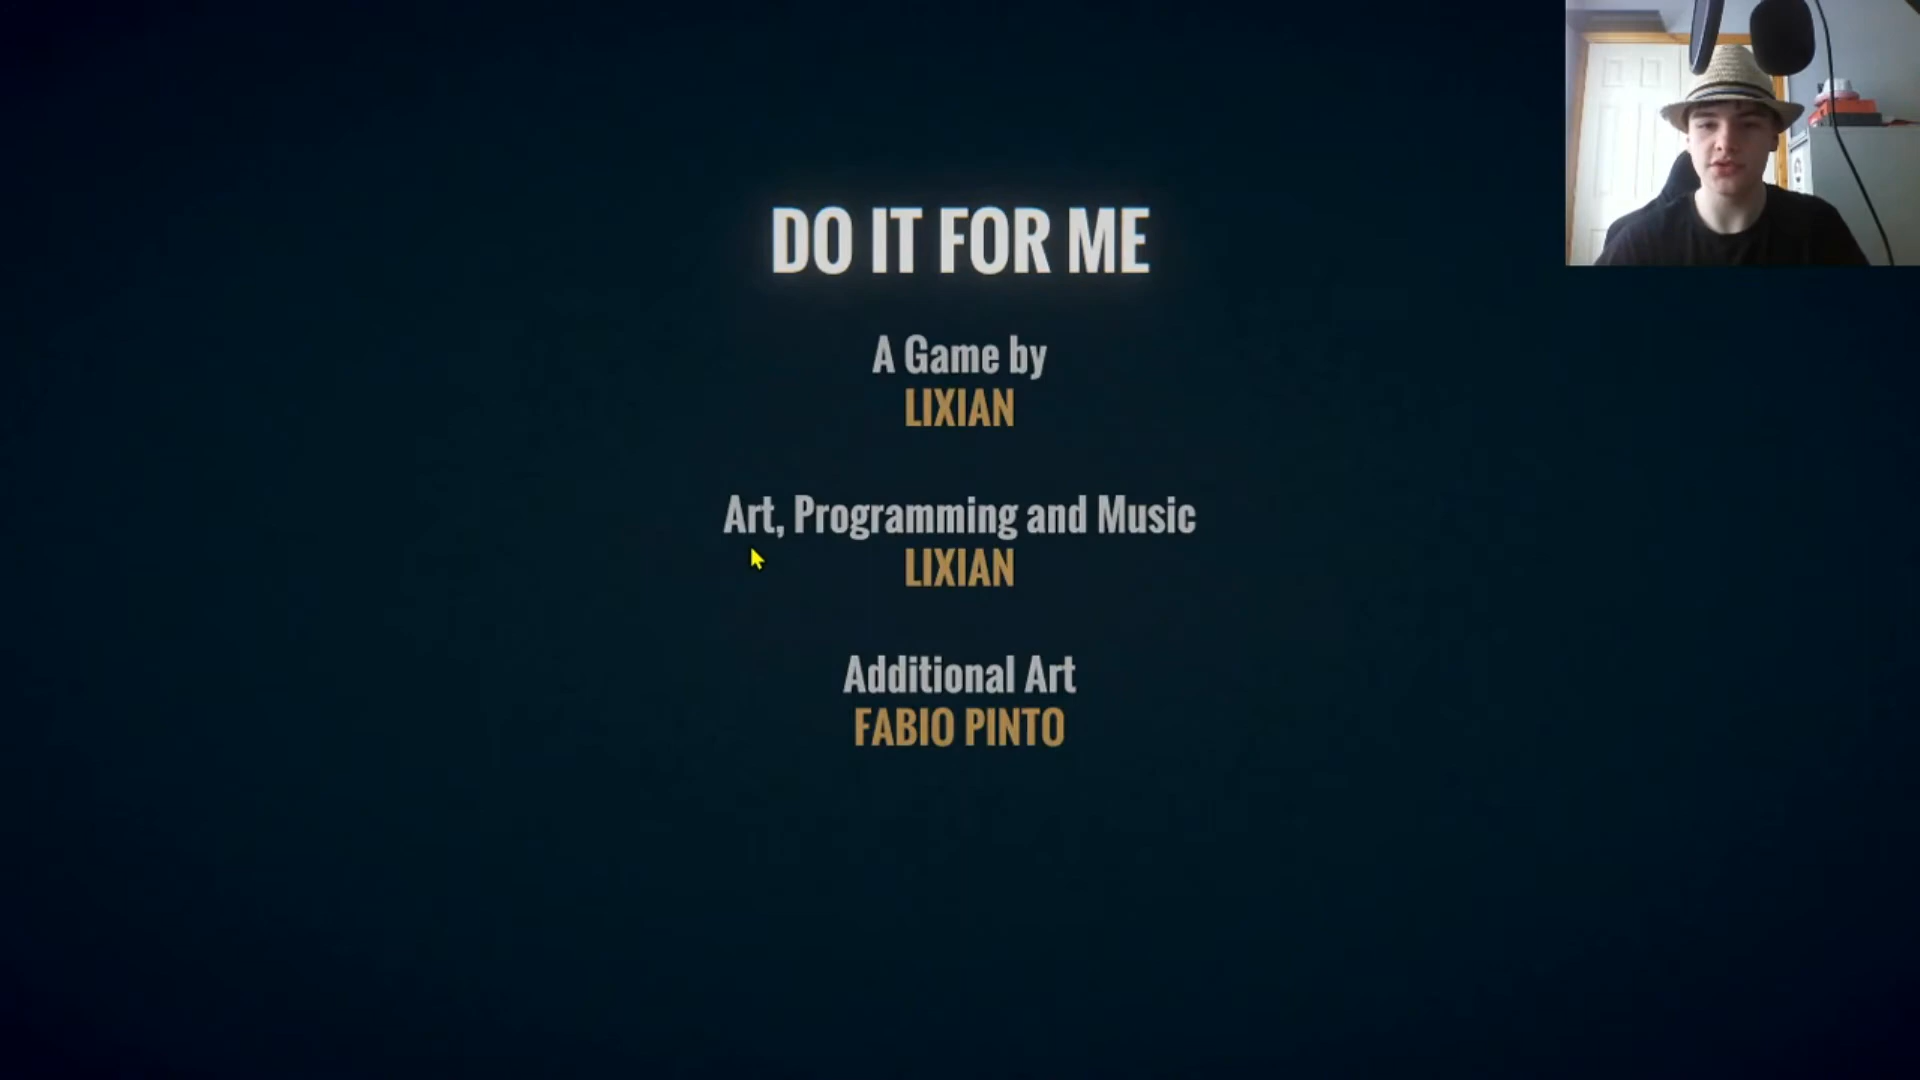 DO IT FOR ME
A Game by
LIXIAN
Art, Programming and Music
LIXIAN
Additional Art
FABIO PINTO